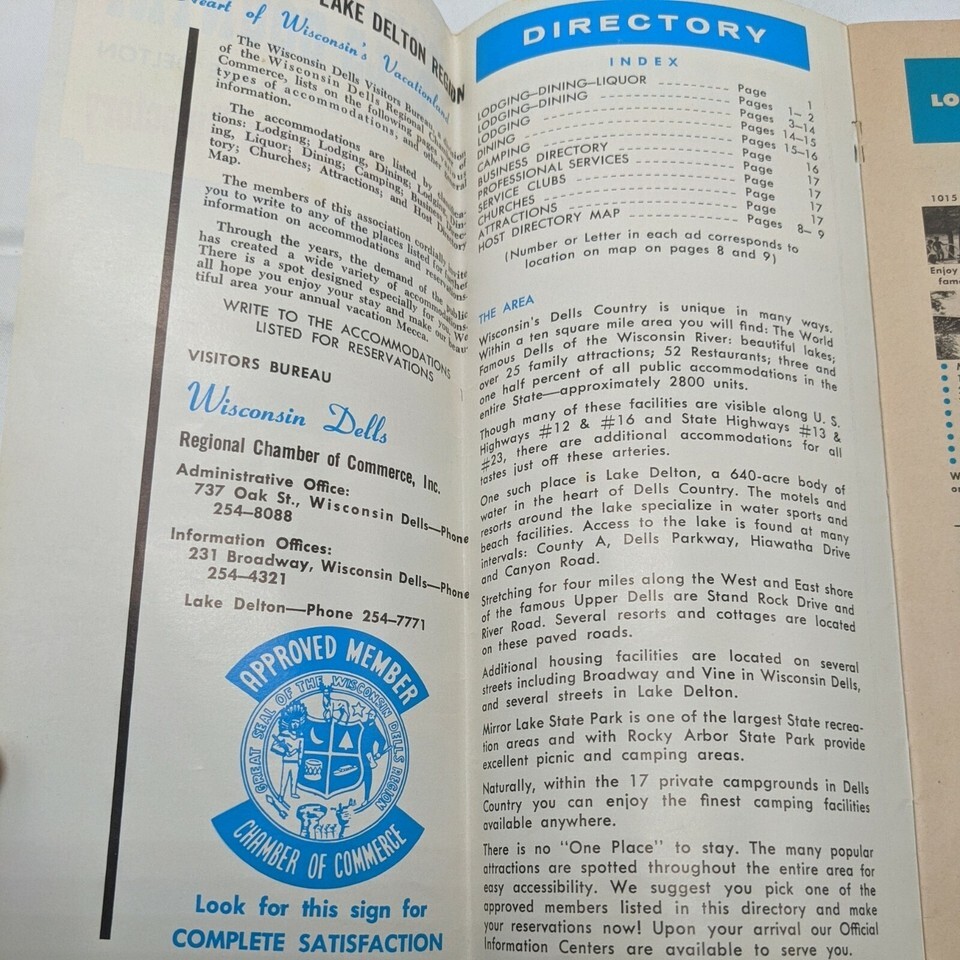 LAKE DELTON REGION
Heart of Wisconsin's Vacationland
The Wisconsin Dells Visitors Bureau, a
of the Wisconsin Dells Regional Chamber of
Commerce, lists on the following pages, the
types of accommodations, and other
information.
The accommodations are listed by
tions: Lodging; Lodging, Dining; Lodging, Din-
ing, Liquor; Dining; Camping; Business Direc-
tory; Churches; Attractions; and Host Directory
Map.
The members of this association cordially invite
you to write to any of the places listed for further
information on accommodations and reservations.
Through the years, the demand of the public
has created a wide variety of accommodations.
There is a spot designed especially for you. We
all hope you enjoy your stay and make our beau-
tiful area your annual vacation Mecca.
WRITE TO THE ACCOMMODATIONS
LISTED FOR RESERVATIONS
VISITORS BUREAU
Wisconsin Dells
Regional Chamber of Commerce, Inc.
Administrative Office:
737 Oak St., Wisconsin Dells—Phone
254–8088
Information Offices:
231 Broadway, Wisconsin Dells—Phone
254–4321
Lake Delton—Phone 254–7771
APPROVED MEMBER
GREAT SEAL OF THE WISCONSIN DELLS REGION
CHAMBER OF COMMERCE
Look for this sign for
COMPLETE SATISFACTION
DIRECTORY
INDEX
LODGING—DINING—LIQUOR Page 1
LODGING—DINING Pages 1– 2
LODGING Pages 3–14
DINING Pages 14–15
CAMPING Pages 15–16
BUSINESS DIRECTORY Page 16
PROFESSIONAL SERVICES Page 17
SERVICE CLUBS Page 17
CHURCHES Page 17
ATTRACTIONS Page 17
HOST DIRECTORY MAP Pages 8– 9
(Number or Letter in each ad corresponds to
location on map on pages 8 and 9)
THE AREA
Wisconsin's Dells Country is unique in many ways.
Within a ten square mile area you will find: The World
Famous Dells of the Wisconsin River: beautiful lakes;
over 25 family attractions; 52 Restaurants; three and
one half percent of all public accommodations in the
entire State—approximately 2800 units.
Though many of these facilities are visible along U. S.
Highways #12 & #16 and State Highways #13 &
#23, there are additional accommodations for all
tastes just off these arteries.
One such place is Lake Delton, a 640-acre body of
water in the heart of Dells Country. The motels and
resorts around the lake specialize in water sports and
beach facilities. Access to the lake is found at many
intervals: County A, Dells Parkway, Hiawatha Drive
and Canyon Road.
Stretching for four miles along the West and East shore
of the famous Upper Dells are Stand Rock Drive and
River Road. Several resorts and cottages are located
on these paved roads.
Additional housing facilities are located on several
streets including Broadway and Vine in Wisconsin Dells,
and several streets in Lake Delton.
Mirror Lake State Park is one of the largest State recrea-
tion areas and with Rocky Arbor State Park provide
excellent picnic and camping areas.
Naturally, within the 17 private campgrounds in Dells
Country you can enjoy the finest camping facilities
available anywhere.
There is no "One Place" to stay. The many popular
attractions are spotted throughout the entire area for
easy accessibility. We suggest you pick one of the
approved members listed in this directory and make
your reservations now! Upon your arrival our Official
Information Centers are available to serve you.
LO
1015
Enjoy
fam